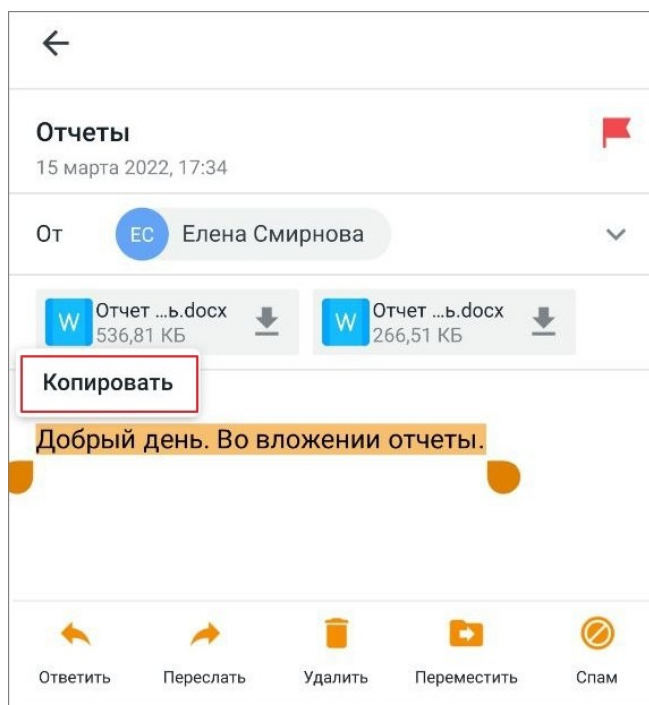 Отчеты
15 марта 2022, 17:34
От ЕС Елена Смирнова
W Отчет ...ь.docx W Отчет ...ь.docx
536,81 КБ 266,51 КБ
Копировать
Добрый день. Во вложении отчеты.
Ответить Переслать Удалить Переместить Спам